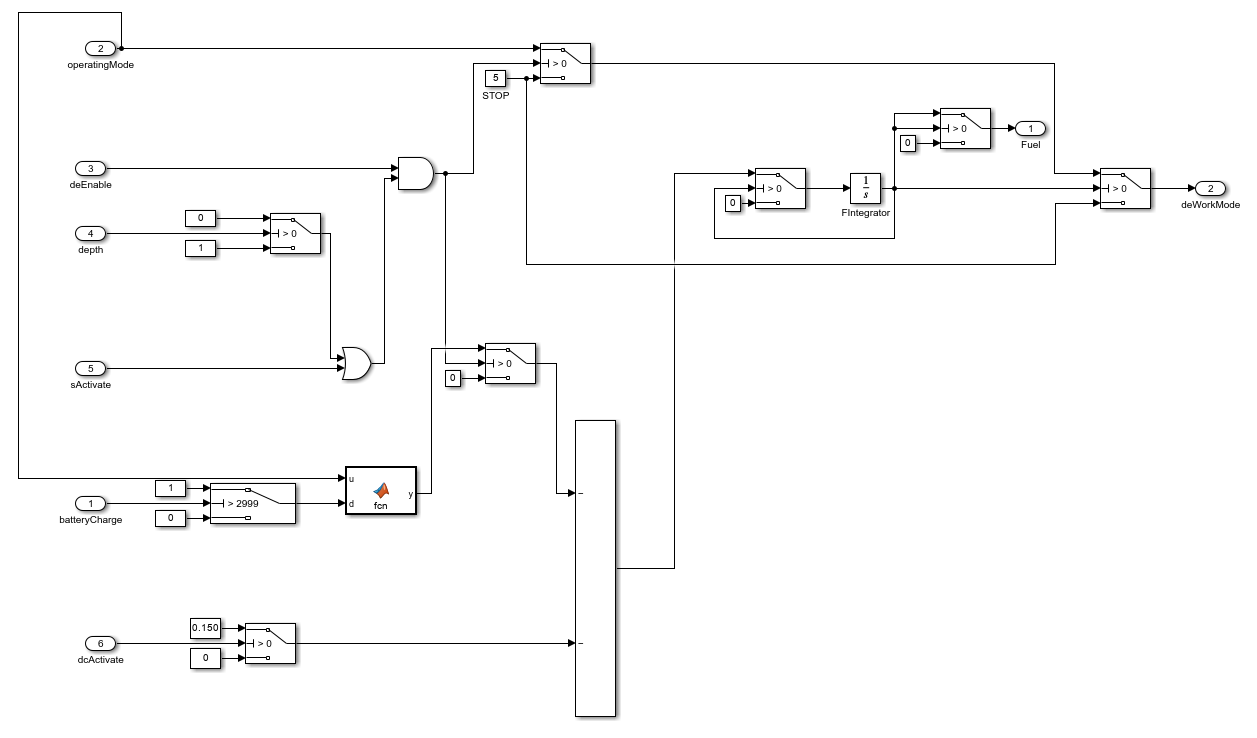 2
operatingMode
> 0
5
STOP
> 0
0
1
Fuel
3
deEnable
> 0
0
1
s
FIntegrator
> 0
2
deWorkMode
0
4
depth
> 0
1
5
sActivate
> 0
0
u
d
y
fcn
1
1
batteryCharge
> 2999
0
−
−
0.150
6
dcActivate
> 0
0